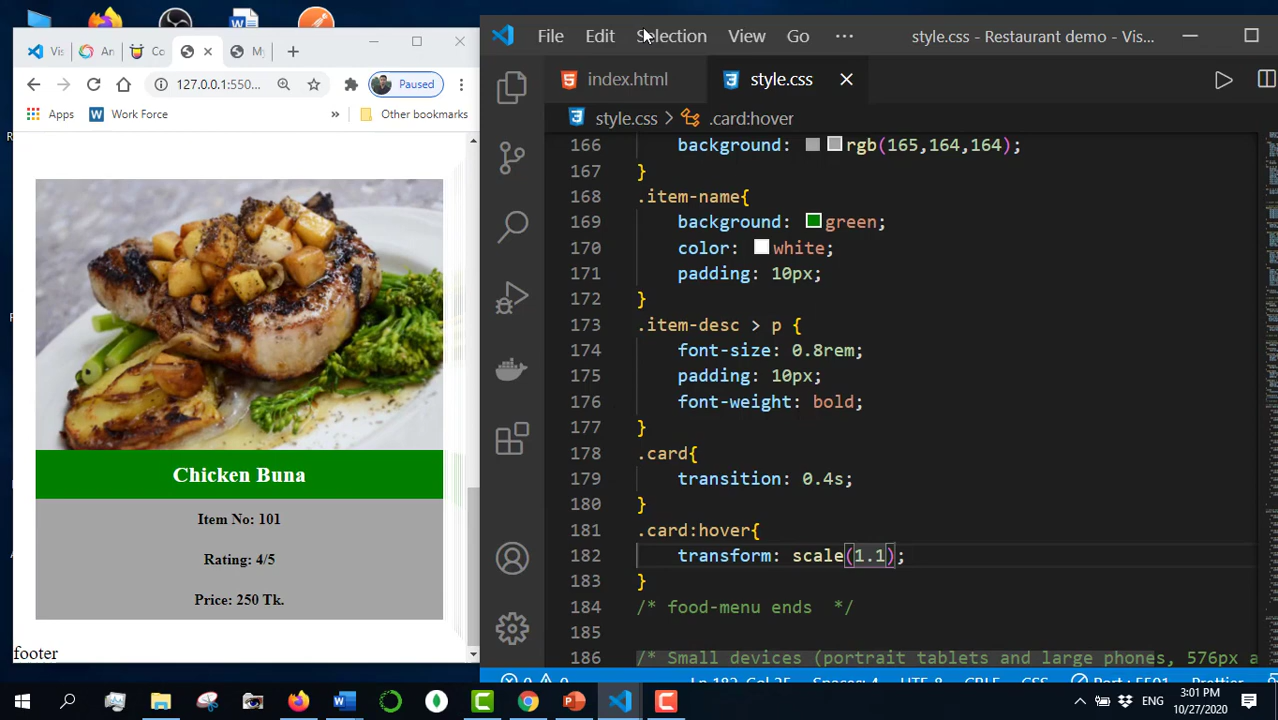 File Edit Selection View Go ... style.css - Restaurant demo - Vis...
Vis An Co My
index.html style.css
127.0.0.1:550... Paused
Apps Work Force » Other bookmarks
style.css > .card:hover
166 background: rgb(165,164,164);
167 }
168 .item-name{
169 background: green;
170 color: white;
171 padding: 10px;
172 }
173 .item-desc > p {
174 font-size: 0.8rem;
175 padding: 10px;
176 font-weight: bold;
177 }
178 .card{
179 transition: 0.4s;
180 }
181 .card:hover{
182 transform: scale(1.1);
183 }
184 /* food-menu ends */
185
186 /* Small devices (portrait tablets and large phones, 576px a
Chicken Buna
Item No: 101
Rating: 4/5
Price: 250 Tk.
footer
ENG
3:01 PM
10/27/2020